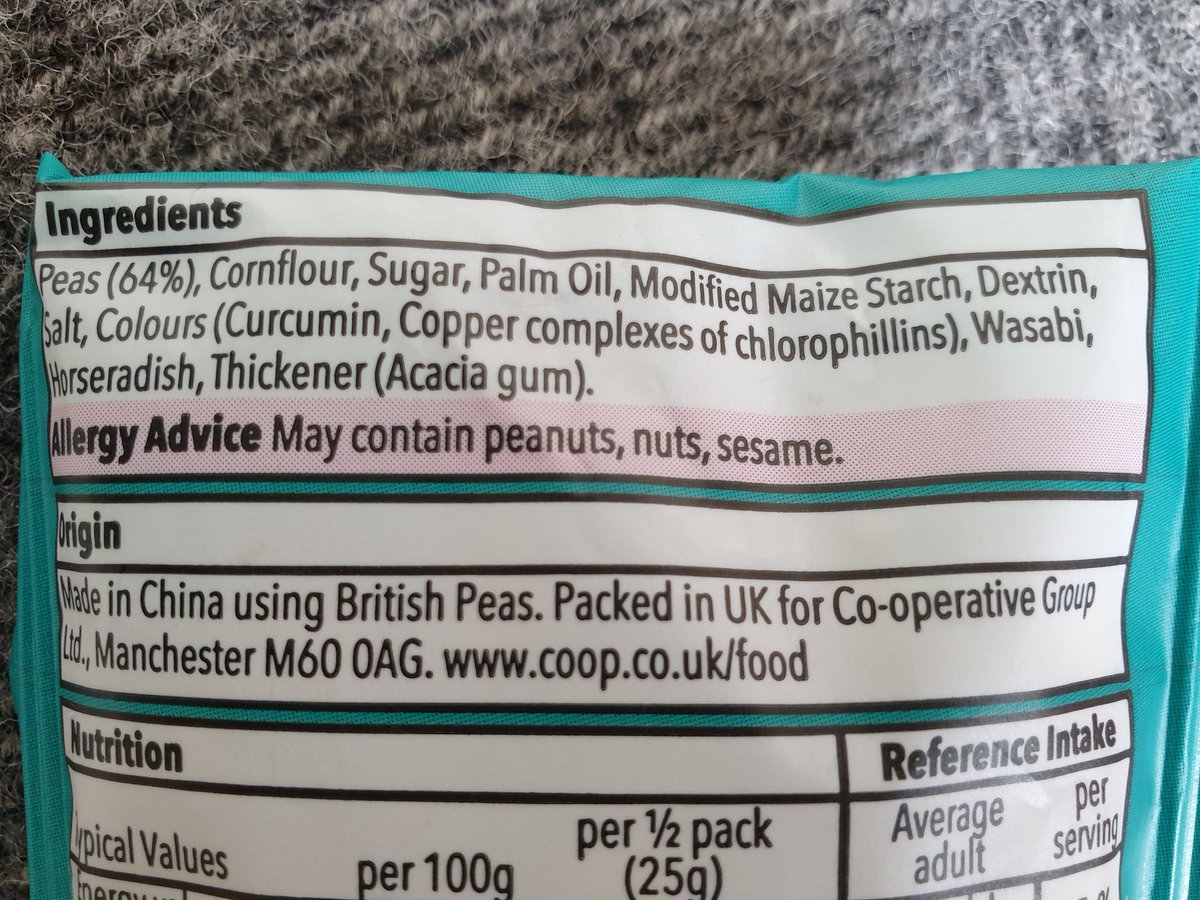 Ingredients
Peas (64%), Cornflour, Sugar, Palm Oil, Modified Maize Starch, Dextrin,
Salt, Colours (Curcumin, Copper complexes of chlorophillins), Wasabi,
Horseradish, Thickener (Acacia gum).
Allergy Advice May contain peanuts, nuts, sesame.
Origin
Made in China using British Peas. Packed in UK for Co-operative Group
Ltd., Manchester M60 0AG. www.coop.co.uk/food
Nutrition
Reference Intake
Typical Values
per 100g
per ½ pack
(25g)
Average
adult
per
serving